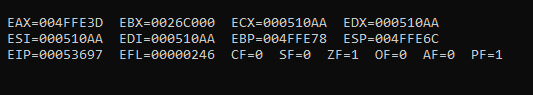 EAX=004FFE3D  EBX=0026C000  ECX=000510AA  EDX=000510AA
ESI=000510AA  EDI=000510AA  EBP=004FFE78  ESP=004FFE6C
EIP=00053697  EFL=00000246  CF=0  SF=0  ZF=1  OF=0  AF=0  PF=1